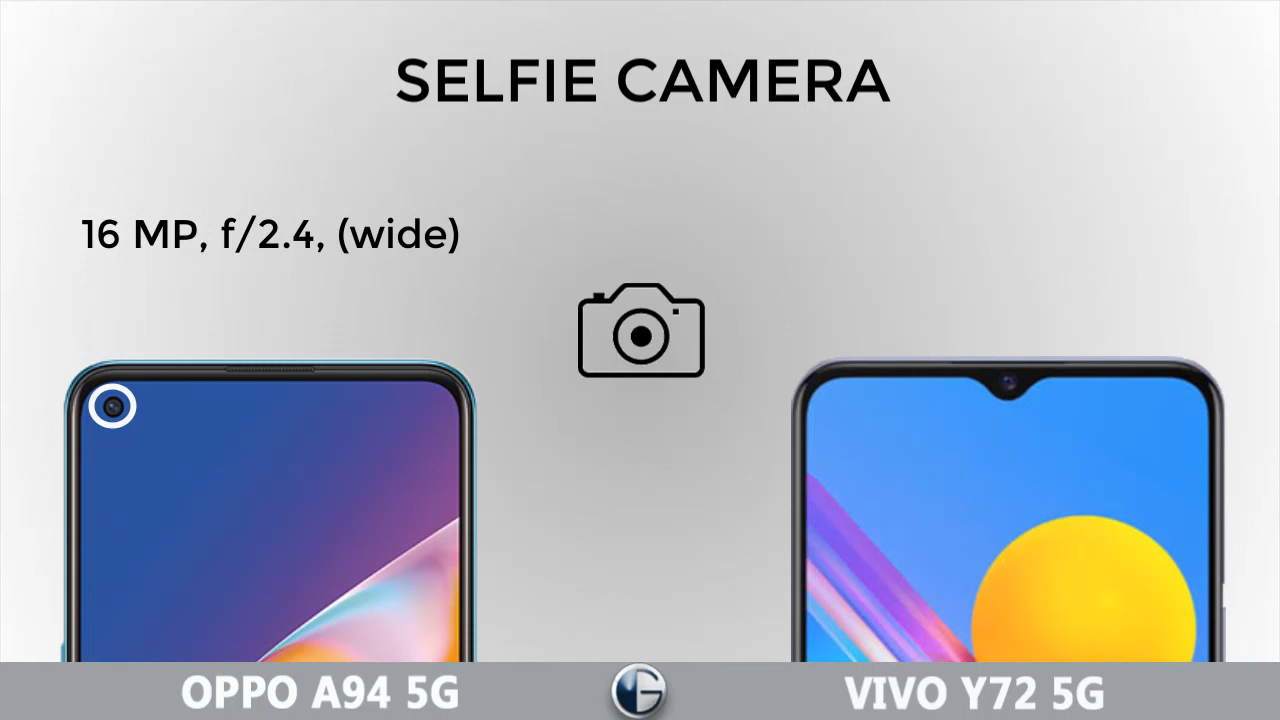 SELFIE CAMERA
16 MP, f/2.4, (wide)
OPPO A94 5G
VIVO Y72 5G